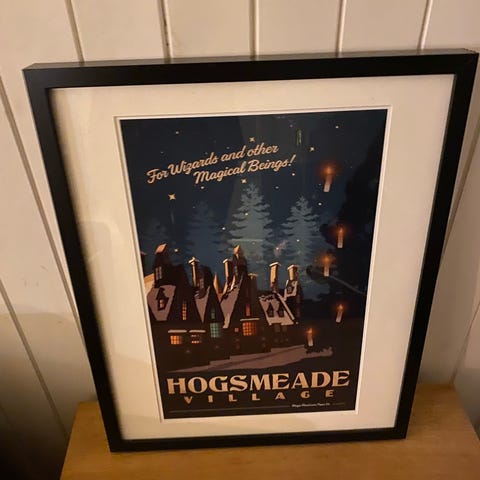 For Wizards and other
Magical Beings!
HOGSMEADE
VILLAGE